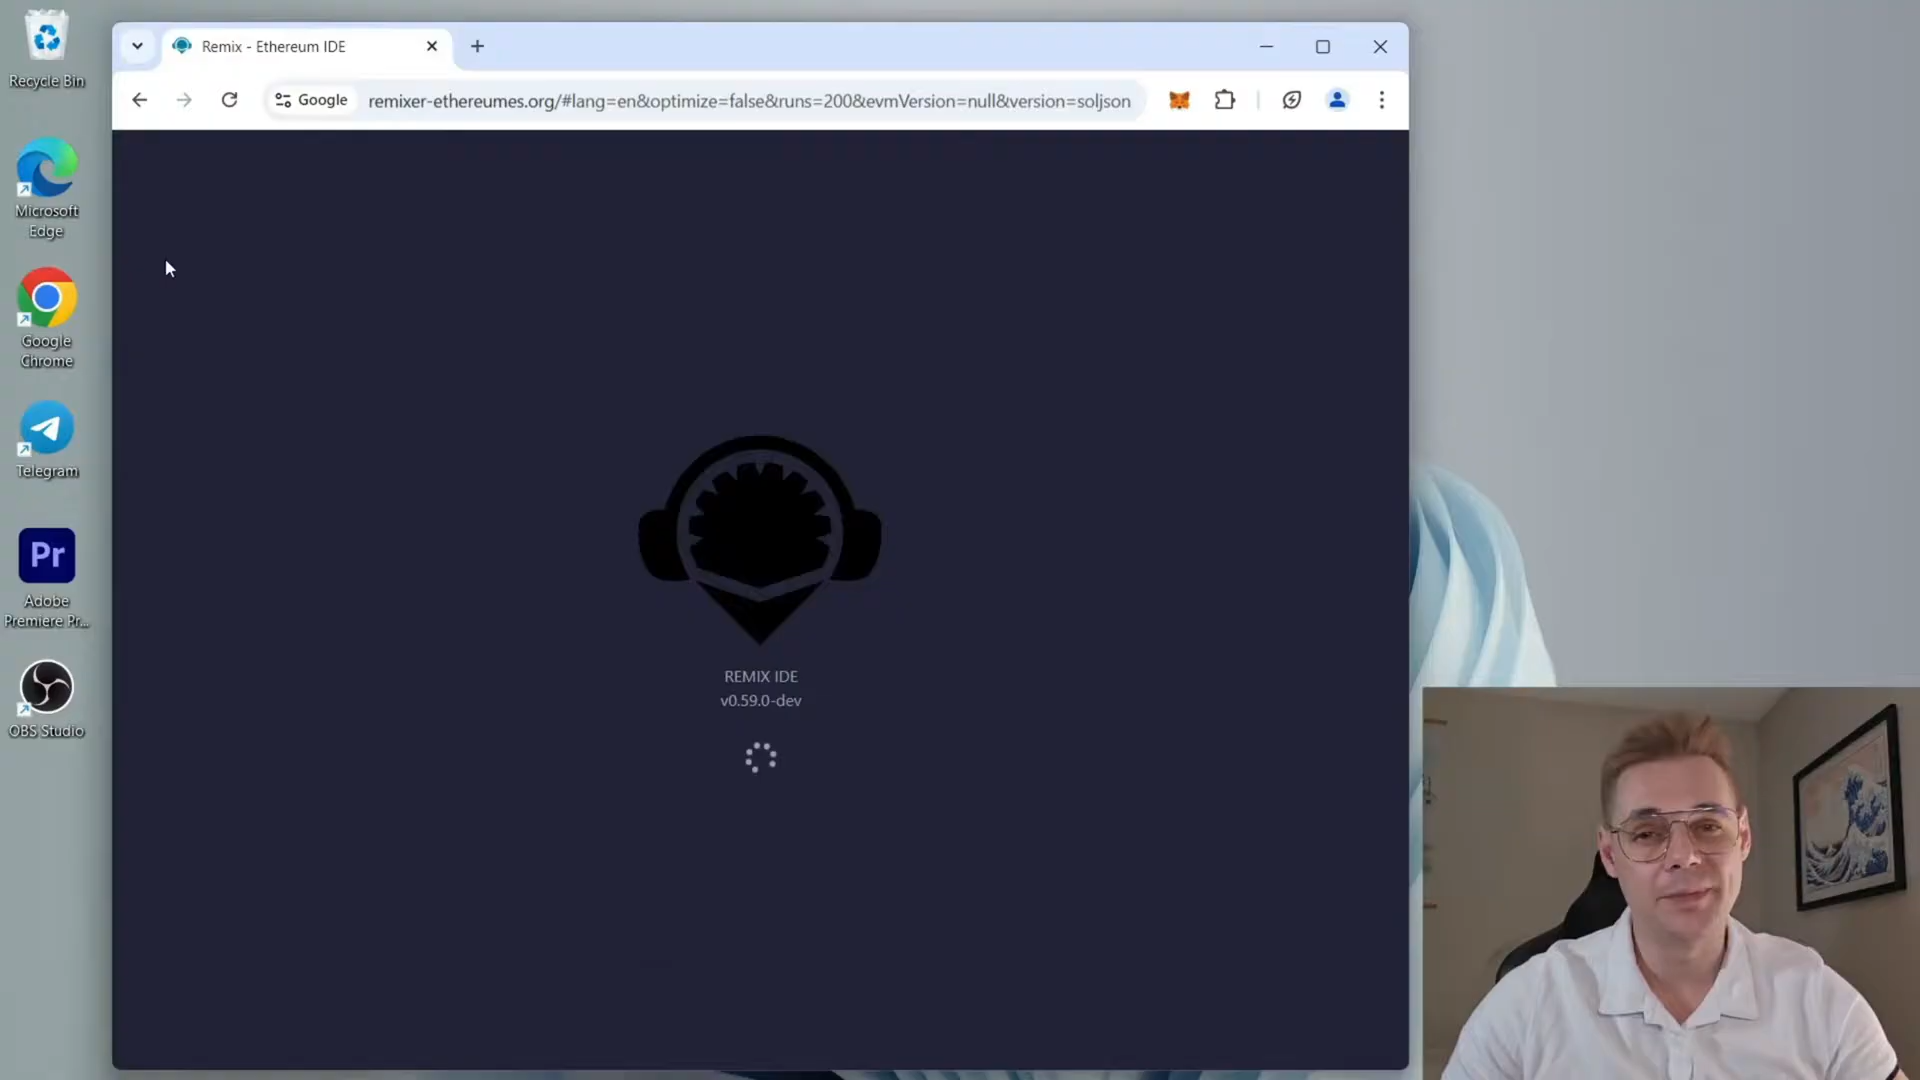 Recycle Bin
Microsoft
Edge
Google
Chrome
Telegram
Pr
Adobe
Premiere Pr...
OBS Studio
Remix - Ethereum IDE
Google
remixer-ethereumes.org/#lang=en&optimize=false&runs=200&evmVersion=null&version=soljson
REMIX IDE
v0.59.0-dev